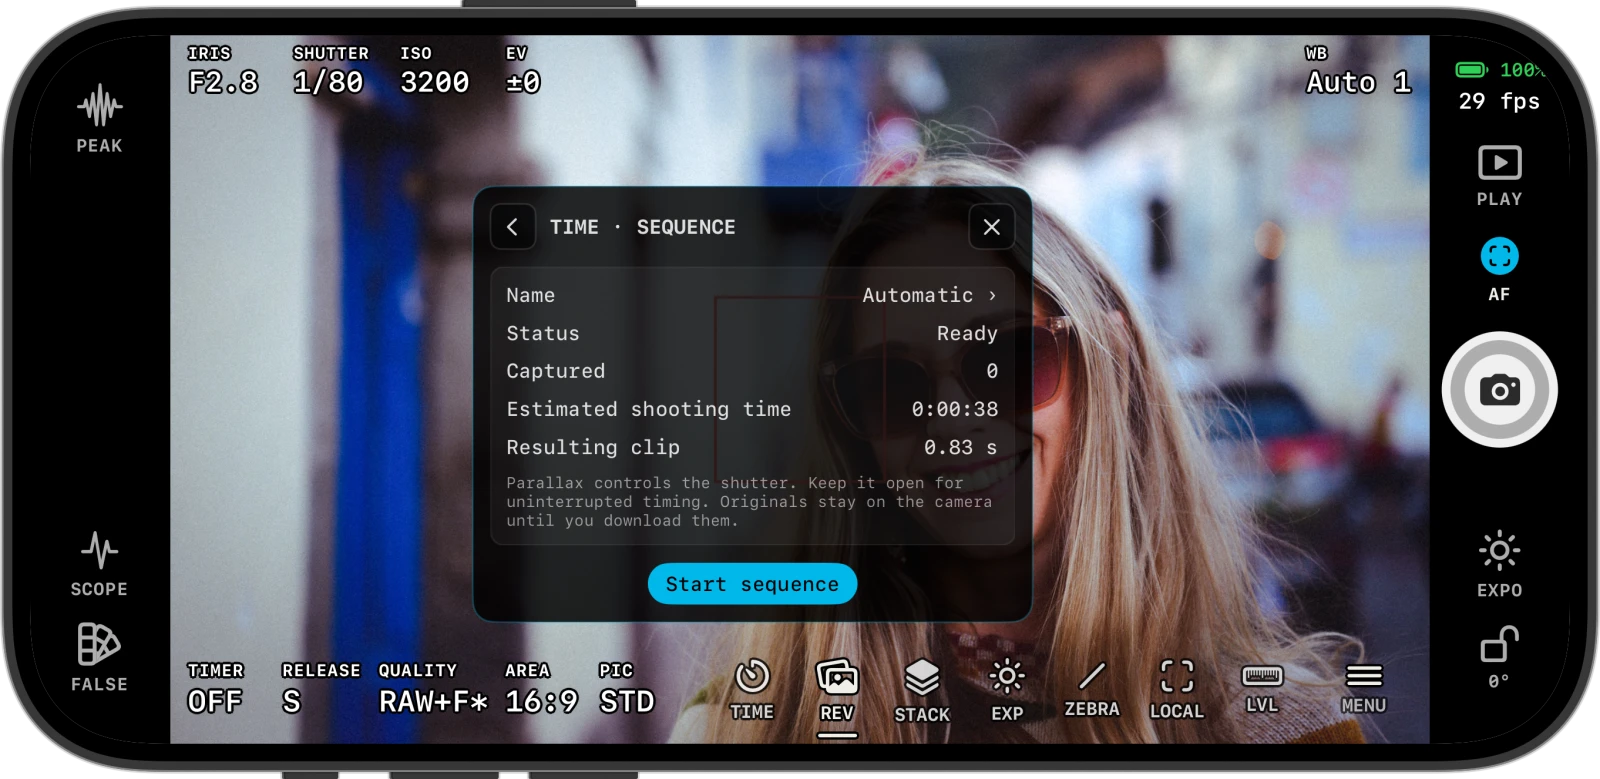 IRIS SHUTTER ISO EV WB
F2.8 1/80 3200 ±0 Auto 1
100%
29 fps
PEAK
PLAY
AF
TIME · SEQUENCE
Name Automatic ›
Status Ready
Captured 0
Estimated shooting time 0:00:38
Resulting clip 0.83 s
Parallax controls the shutter. Keep it open for
uninterrupted timing. Originals stay on the camera
until you download them.
Start sequence
SCOPE
EXPO
FALSE
0°
TIMER RELEASE QUALITY AREA PIC
OFF S RAW+F* 16:9 STD
TIME REV STACK EXP ZEBRA LOCAL LVL MENU